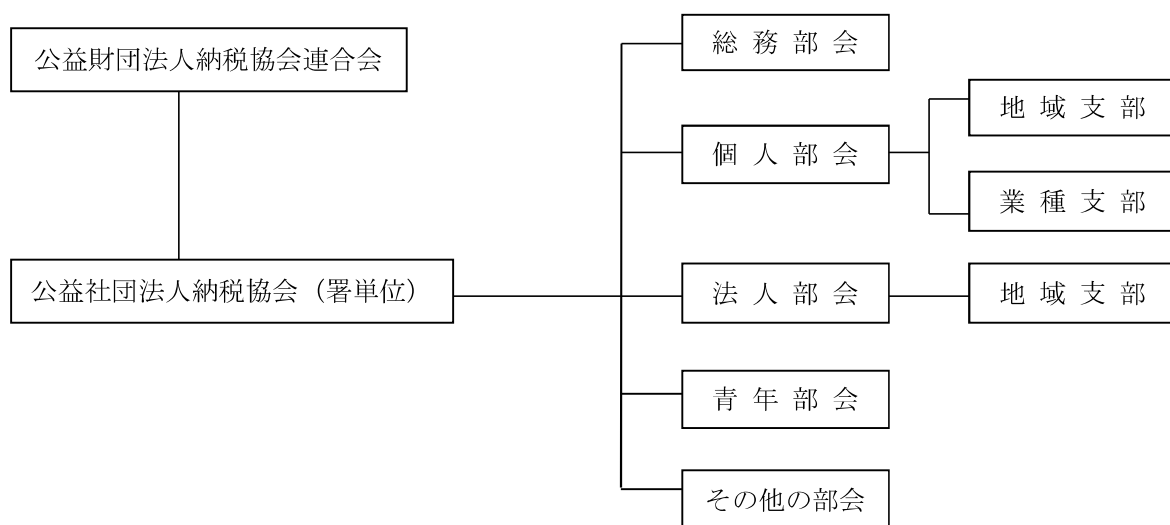 公益財団法人納税協会連合会
公益社団法人納税協会（署単位）
総務部会
個人部会
地域支部
業種支部
法人部会
地域支部
青年部会
その他の部会